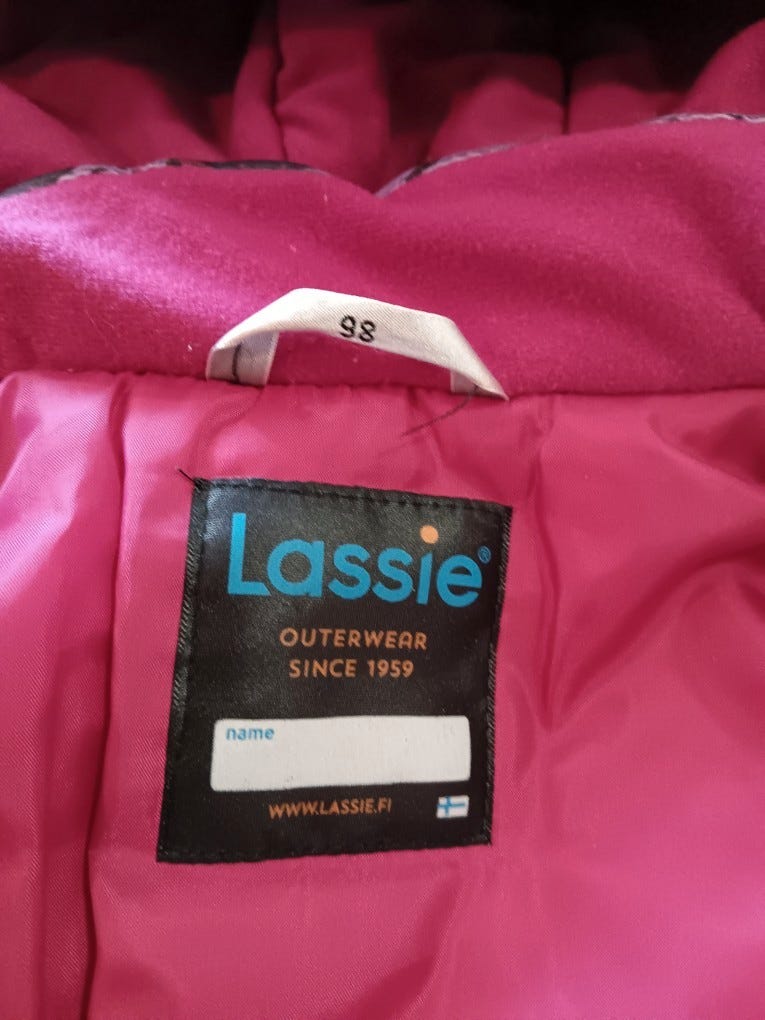 98
Lassie®
OUTERWEAR
SINCE 1959
name
WWW.LASSIE.FI